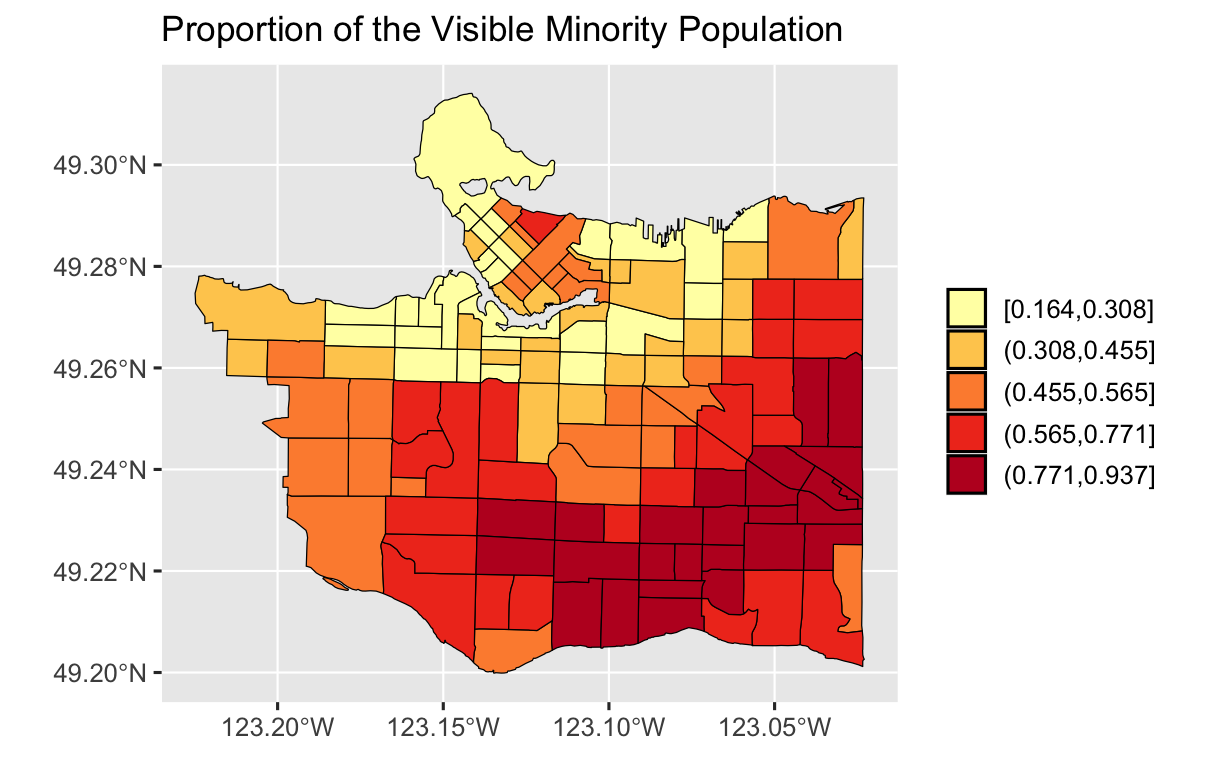 Proportion of the Visible Minority Population
49.30°N
49.28°N
49.26°N
49.24°N
49.22°N
49.20°N
123.20°W
123.15°W
123.10°W
123.05°W
[0.164,0.308]
(0.308,0.455]
(0.455,0.565]
(0.565,0.771]
(0.771,0.937]